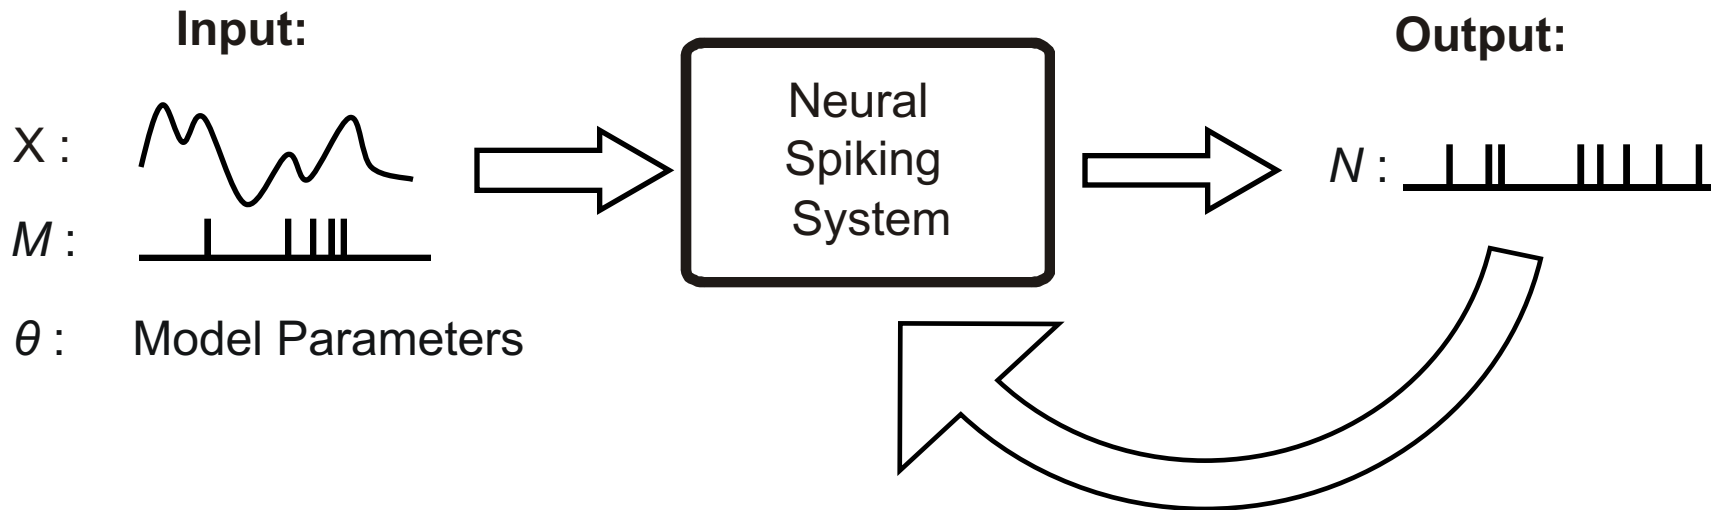 Input:
X :
M :
θ : Model Parameters
Neural
Spiking
System
Output:
N :